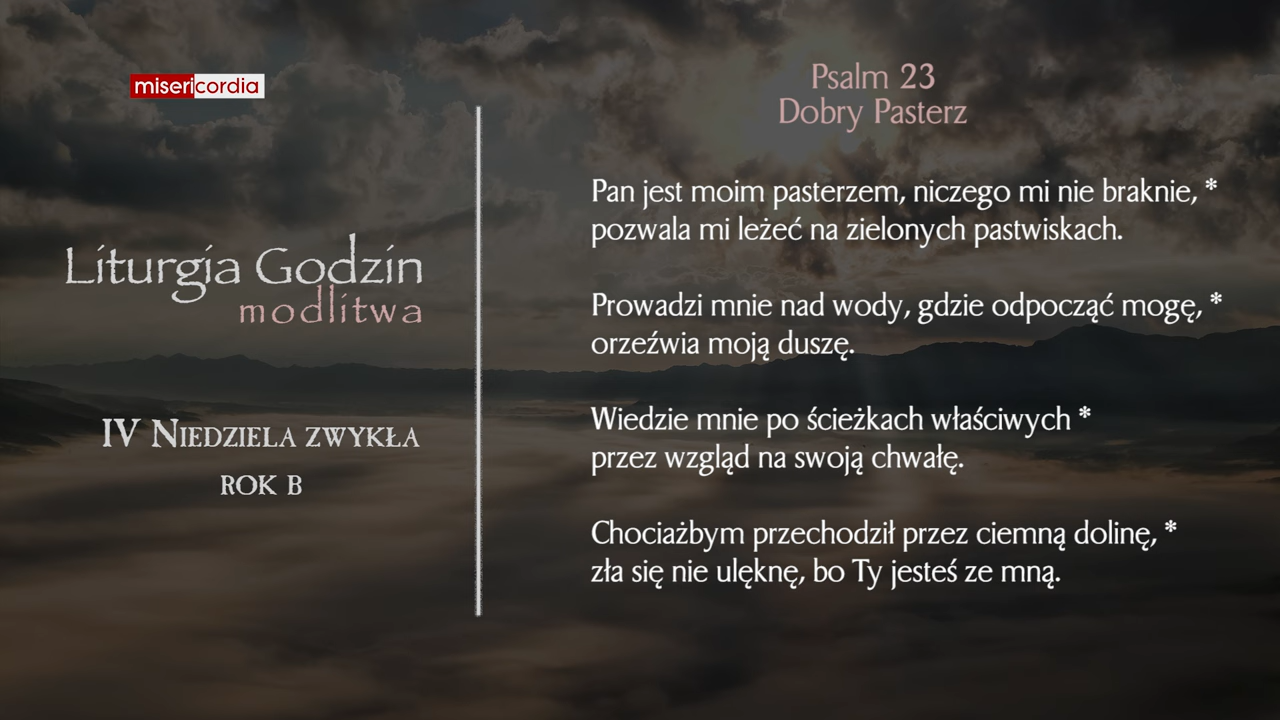 misericordia
Liturgia Godzin
modlitwa
IV Niedziela zwykła
rok B
Psalm 23
Dobry Pasterz
Pan jest moim pasterzem, niczego mi nie braknie, *
pozwala mi leżeć na zielonych pastwiskach.
Prowadzi mnie nad wody, gdzie odpocząć mogę, *
orzeźwia moją duszę.
Wiedzie mnie po ścieżkach właściwych *
przez wzgląd na swoją chwałę.
Chociażbym przechodził przez ciemną dolinę, *
zła się nie ulęknę, bo Ty jesteś ze mną.